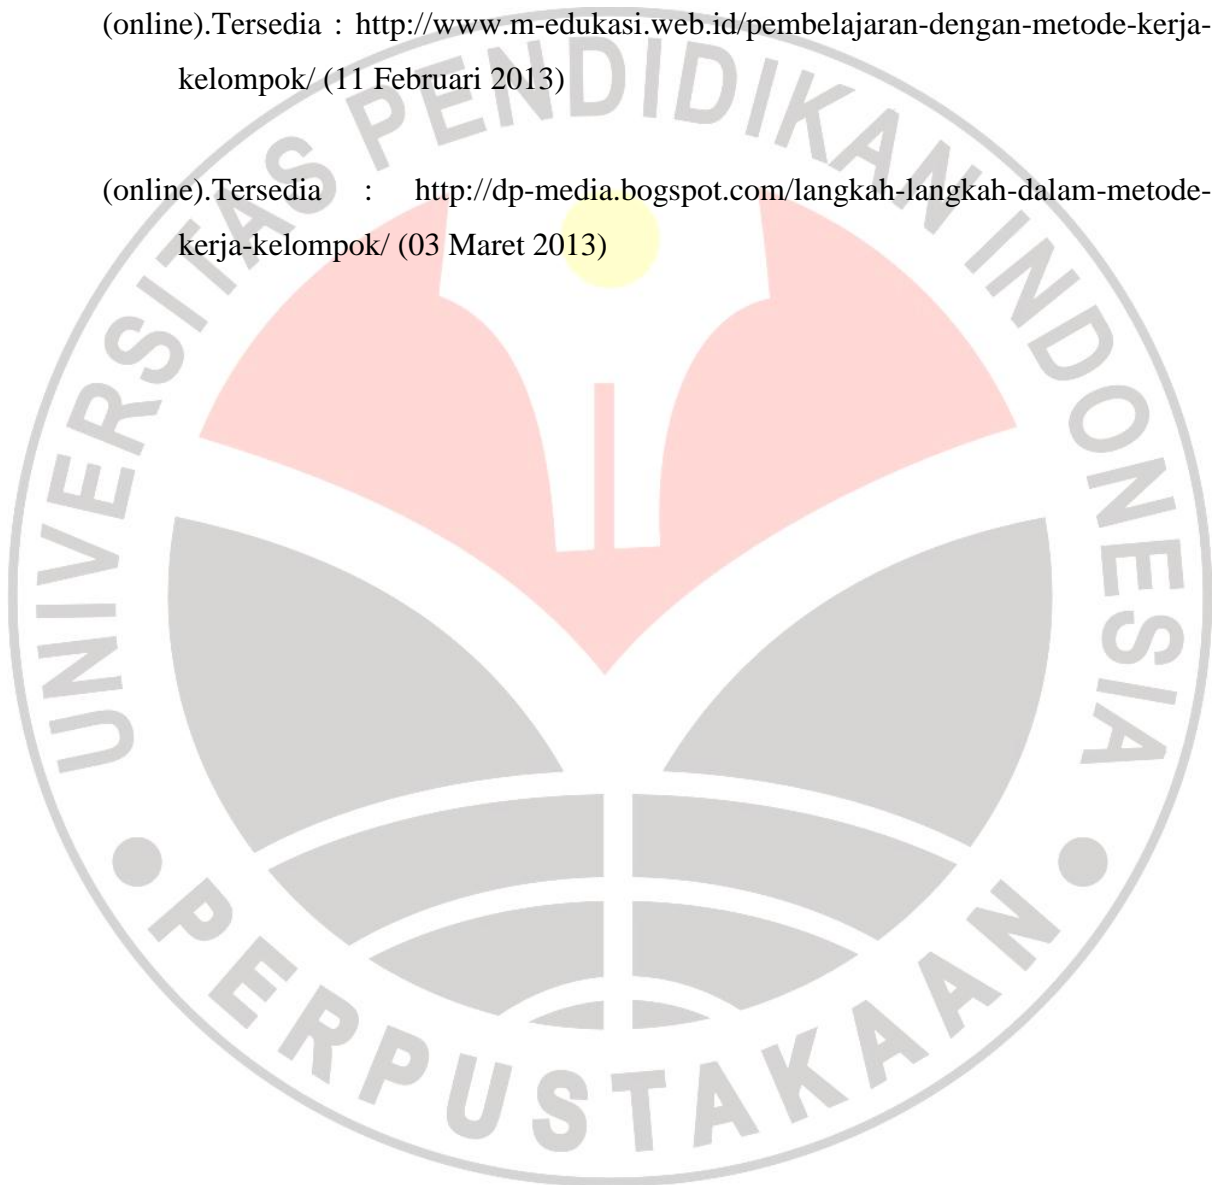 (online).Tersedia : http://www.m-edukasi.web.id/pembelajaran-dengan-metode-kerja-
kelompok/ (11 Februari 2013)
(online).Tersedia : http://dp-media.bogspot.com/langkah-langkah-dalam-metode-
kerja-kelompok/ (03 Maret 2013)
UNIVERSITAS PENDIDIKAN INDONESIA
PERPUSTAKAAN